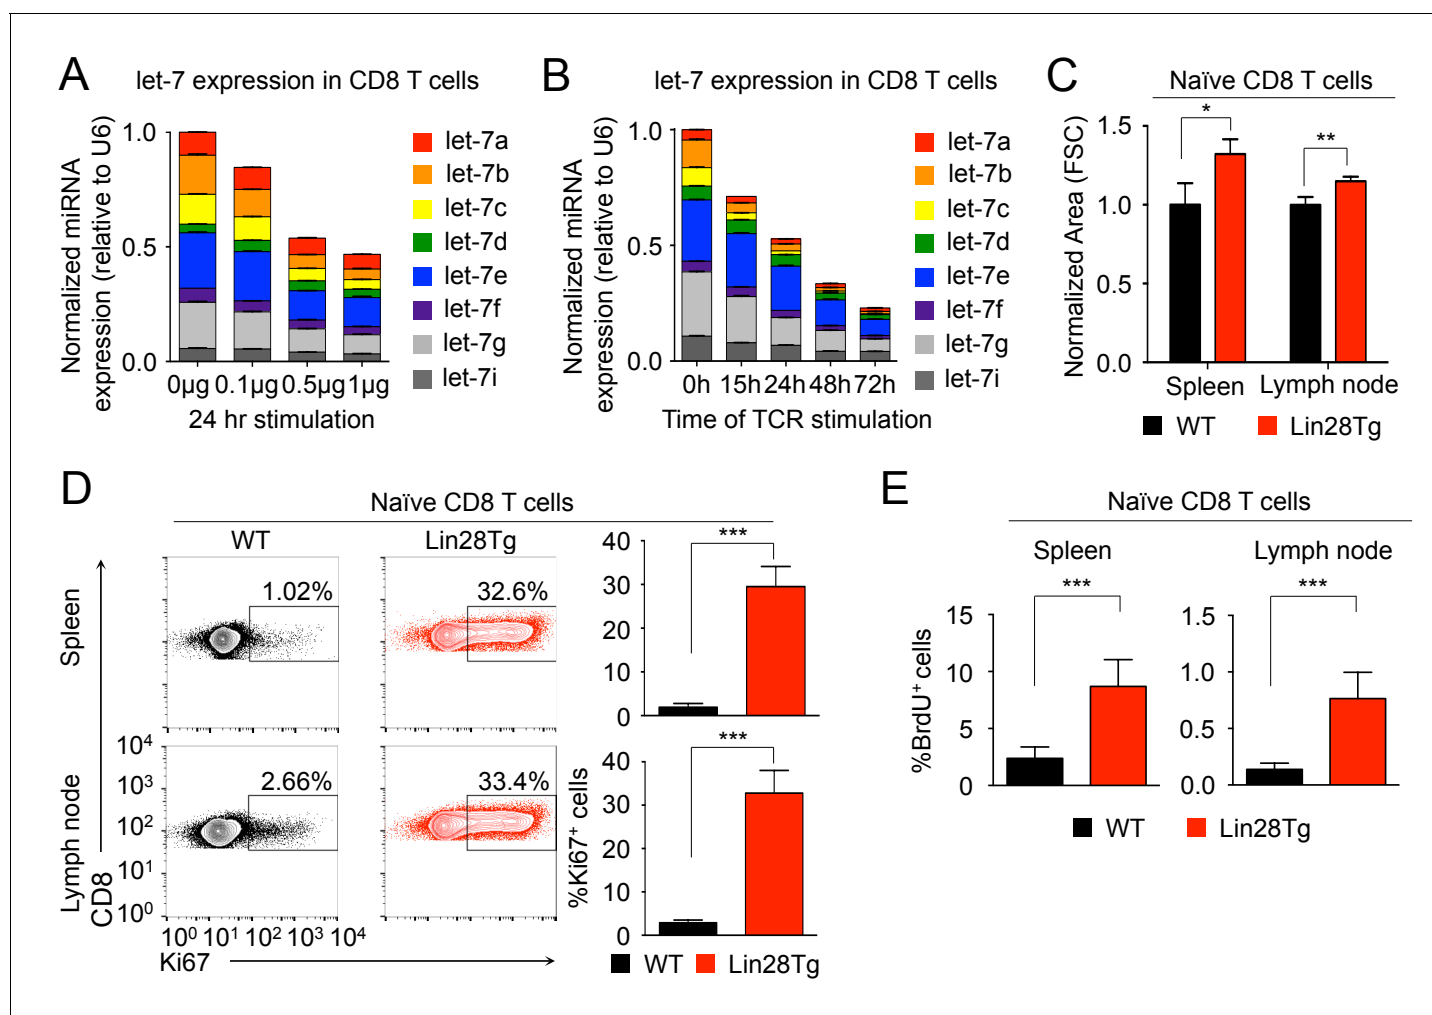 A
let-7 expression in CD8 T cells
Normalized miRNA
expression (relative to U6)
1.0
0.5
0.0
0µg 0.1µg 0.5µg 1µg
24 hr stimulation
let-7a
let-7b
let-7c
let-7d
let-7e
let-7f
let-7g
let-7i
B
let-7 expression in CD8 T cells
Normalized miRNA
expression (relative to U6)
1.0
0.5
0.0
0h 15h 24h 48h 72h
Time of TCR stimulation
let-7a
let-7b
let-7c
let-7d
let-7e
let-7f
let-7g
let-7i
C
Naïve CD8 T cells
Normalized Area (FSC)
1.5
1.0
0.5
0.0
*
**
Spleen Lymph node
WT Lin28Tg
D
Naïve CD8 T cells
WT Lin28Tg
Spleen
1.02%
32.6%
***
40
30
20
10
0
Lymph node
CD8
10⁴
10³
10²
10¹
10⁰
2.66%
33.4%
10⁰ 10¹ 10² 10³ 10⁴
Ki67
%Ki67⁺ cells
***
40
30
20
10
0
WT Lin28Tg
E
Naïve CD8 T cells
Spleen Lymph node
%BrdU⁺ cells
***
15
10
5
0
***
1.5
1.0
0.5
0.0
WT Lin28Tg